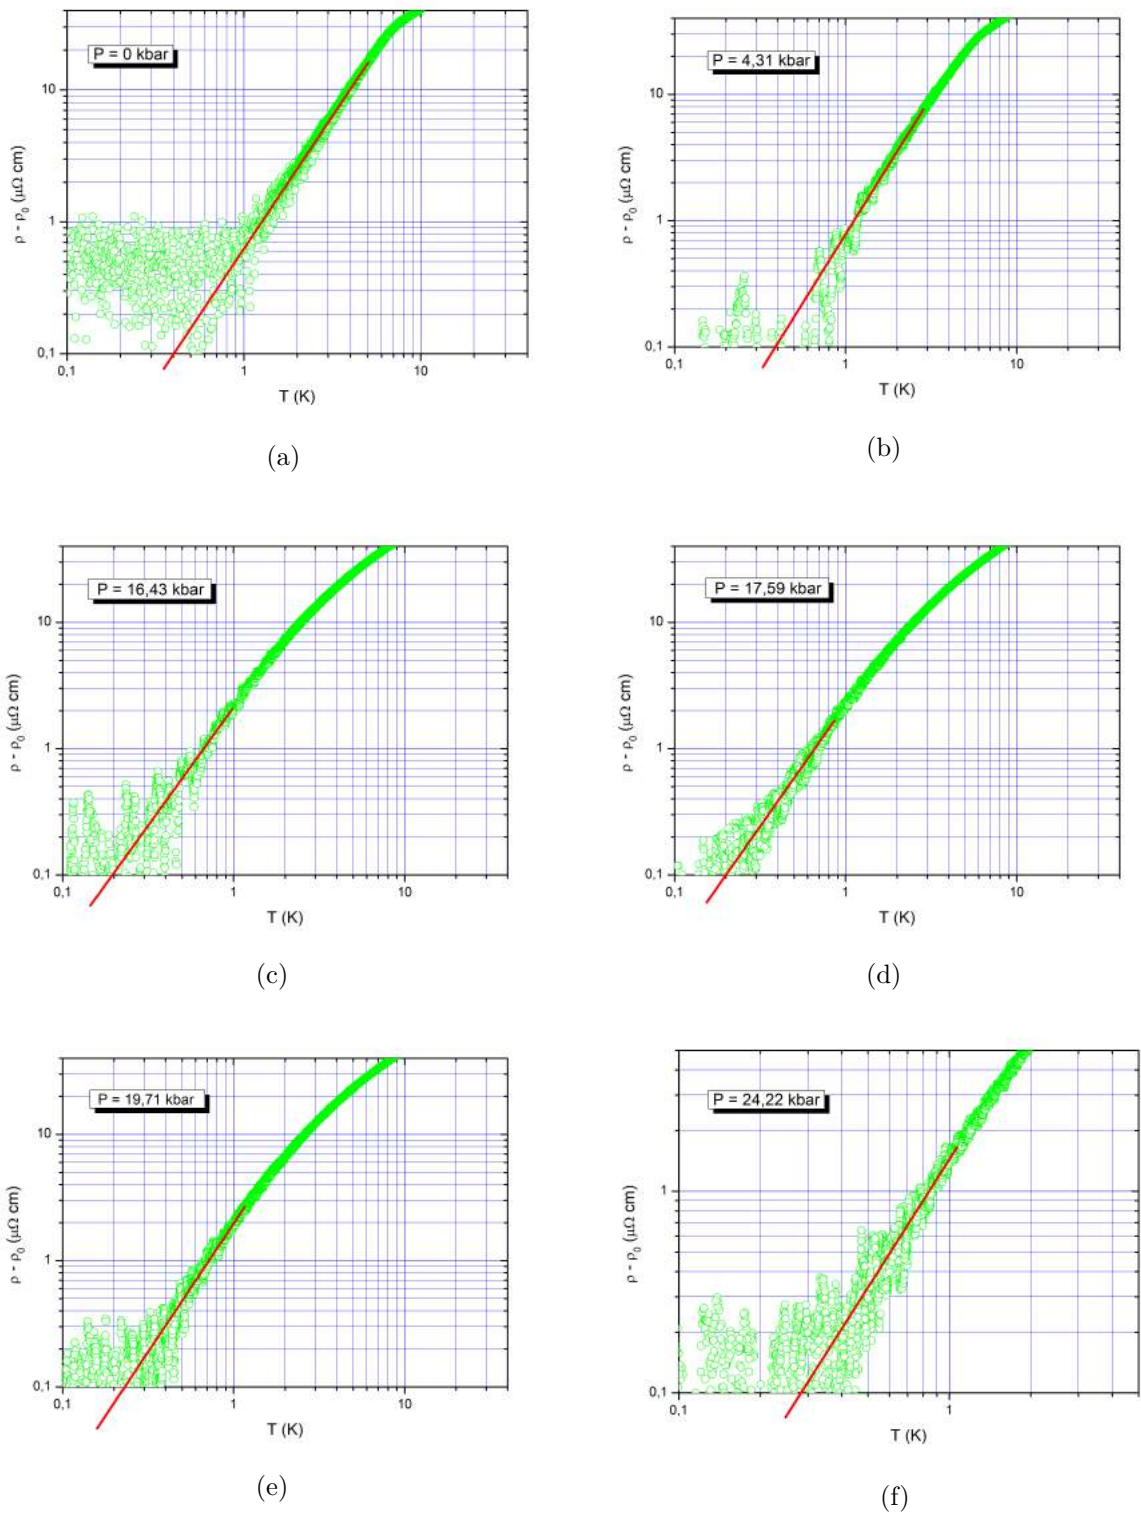 P = 0 kbar
10
1
0,1
ρ - ρ₀ (μΩ cm)
0,1
1
10
T (K)
(a)
P = 4,31 kbar
10
1
0,1
ρ - ρ₀ (μΩ cm)
0,1
1
10
T (K)
(b)
P = 16,43 kbar
10
1
0,1
ρ - ρ₀ (μΩ cm)
0,1
1
10
T (K)
(c)
P = 17,59 kbar
10
1
0,1
ρ - ρ₀ (μΩ cm)
0,1
1
10
T (K)
(d)
P = 19,71 kbar
10
1
0,1
ρ - ρ₀ (μΩ cm)
0,1
1
10
T (K)
(e)
P = 24,22 kbar
1
0,1
ρ - ρ₀ (μΩ cm)
0,1
1
T (K)
(f)